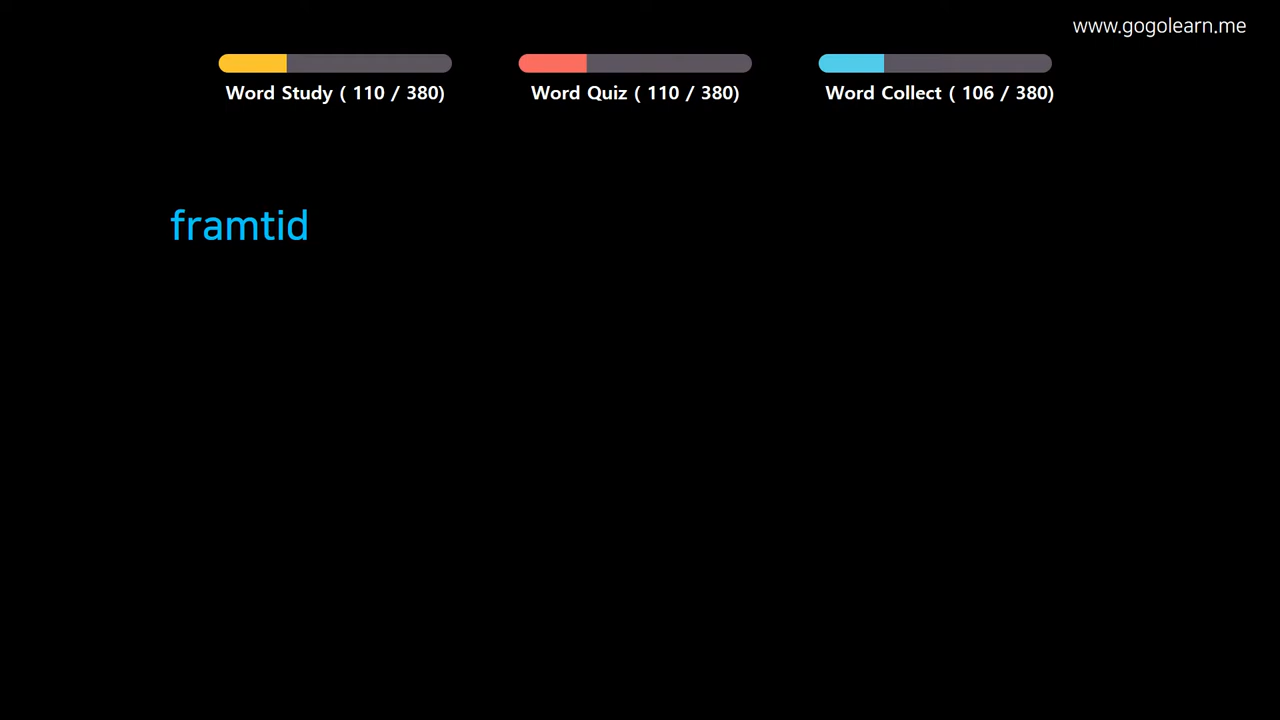 www.gogolearn.me
Word Study ( 110 / 380)
Word Quiz ( 110 / 380)
Word Collect ( 106 / 380)
framtid